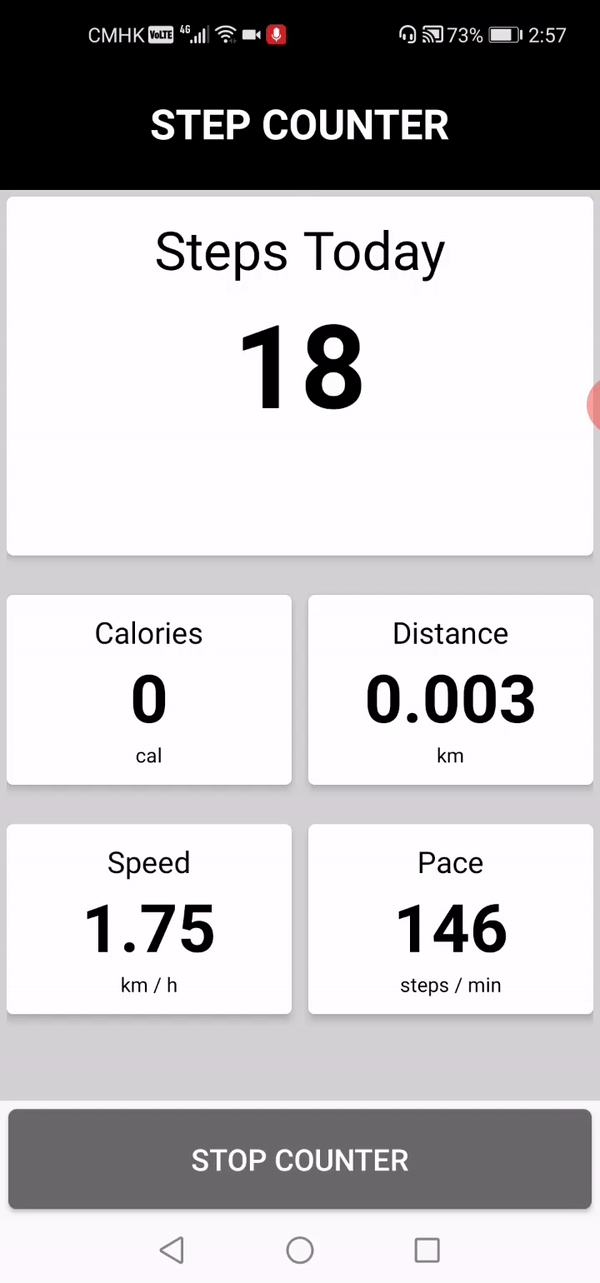 CMHK VoLTE 4G 73% 2:57
STEP COUNTER
Steps Today
18
Calories
0
cal
Distance
0.003
km
Speed
1.75
km / h
Pace
146
steps / min
STOP COUNTER